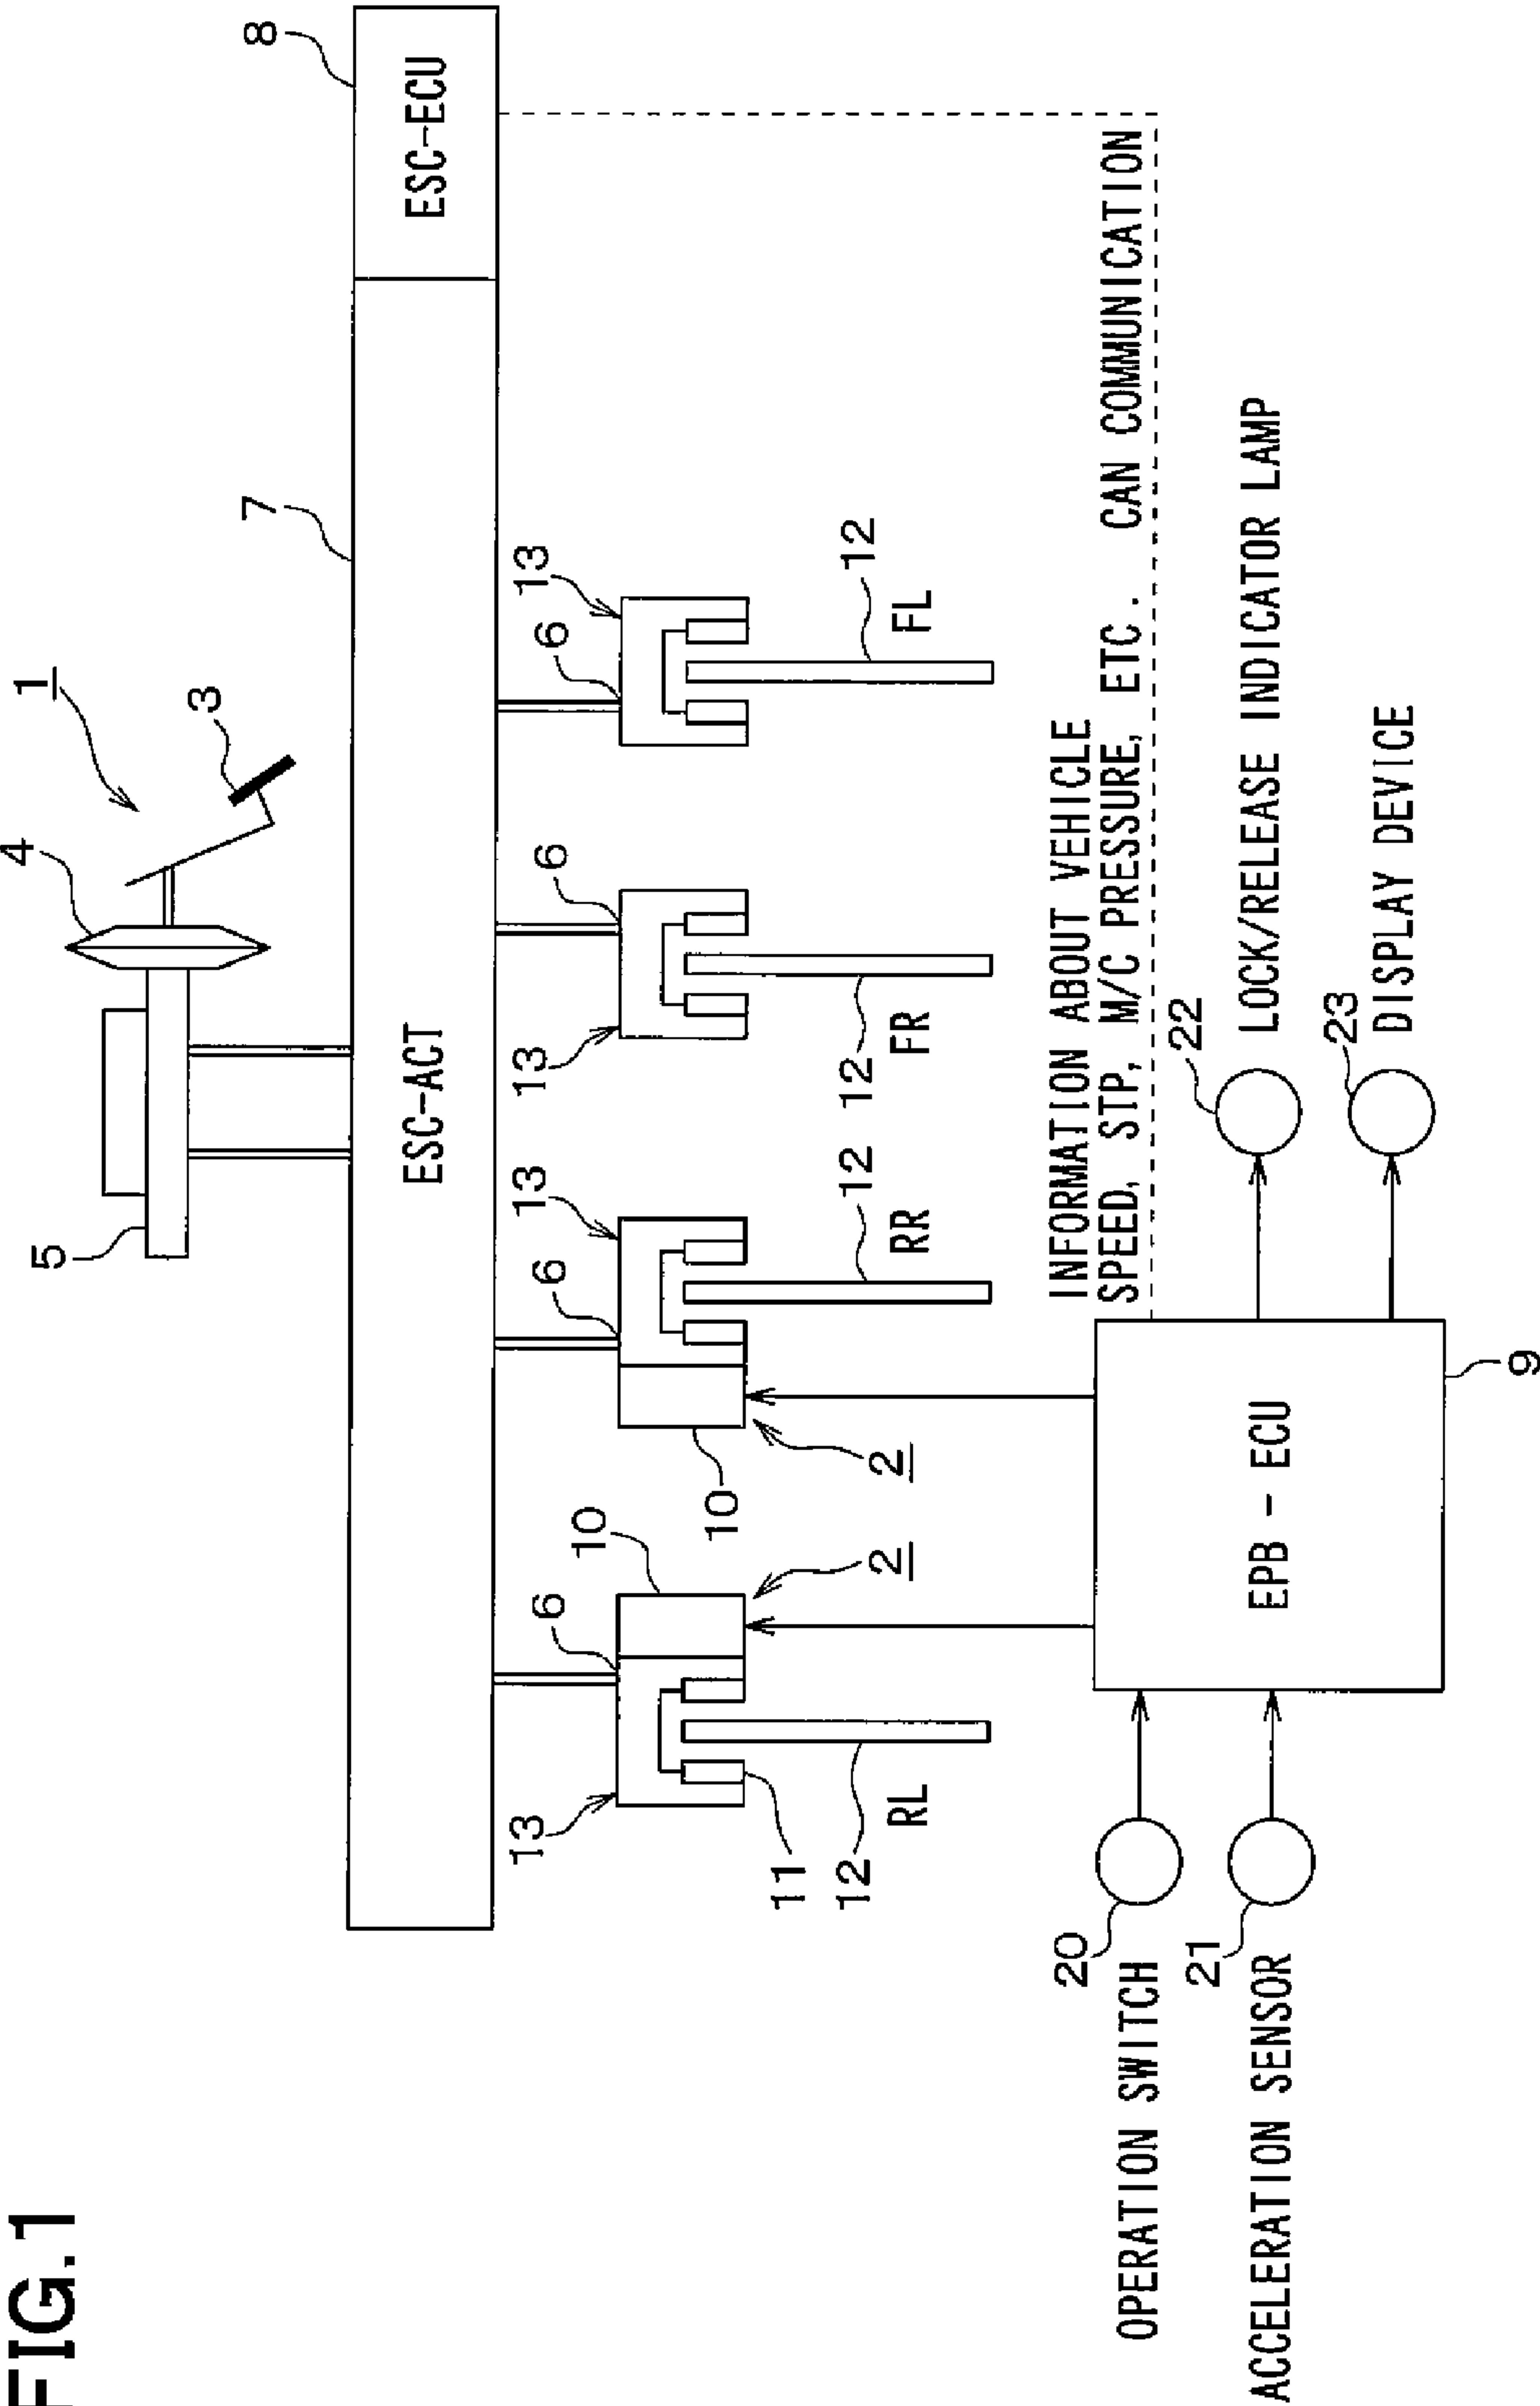 FIG.1
1
3
4
5
7
8
ESC-ACT
ESC-ECU
13
6
10
11
12
RL
2
6
13
10
12
RR
2
13
6
12
FR
6
13
12
FL
INFORMATION ABOUT VEHICLE
SPEED, STP, M/C PRESSURE, ETC. CAN COMMUNICATION
20
OPERATION SWITCH
21
ACCELERATION SENSOR
EPB - ECU
9
22
LOCK/RELEASE INDICATOR LAMP
23
DISPLAY DEVICE